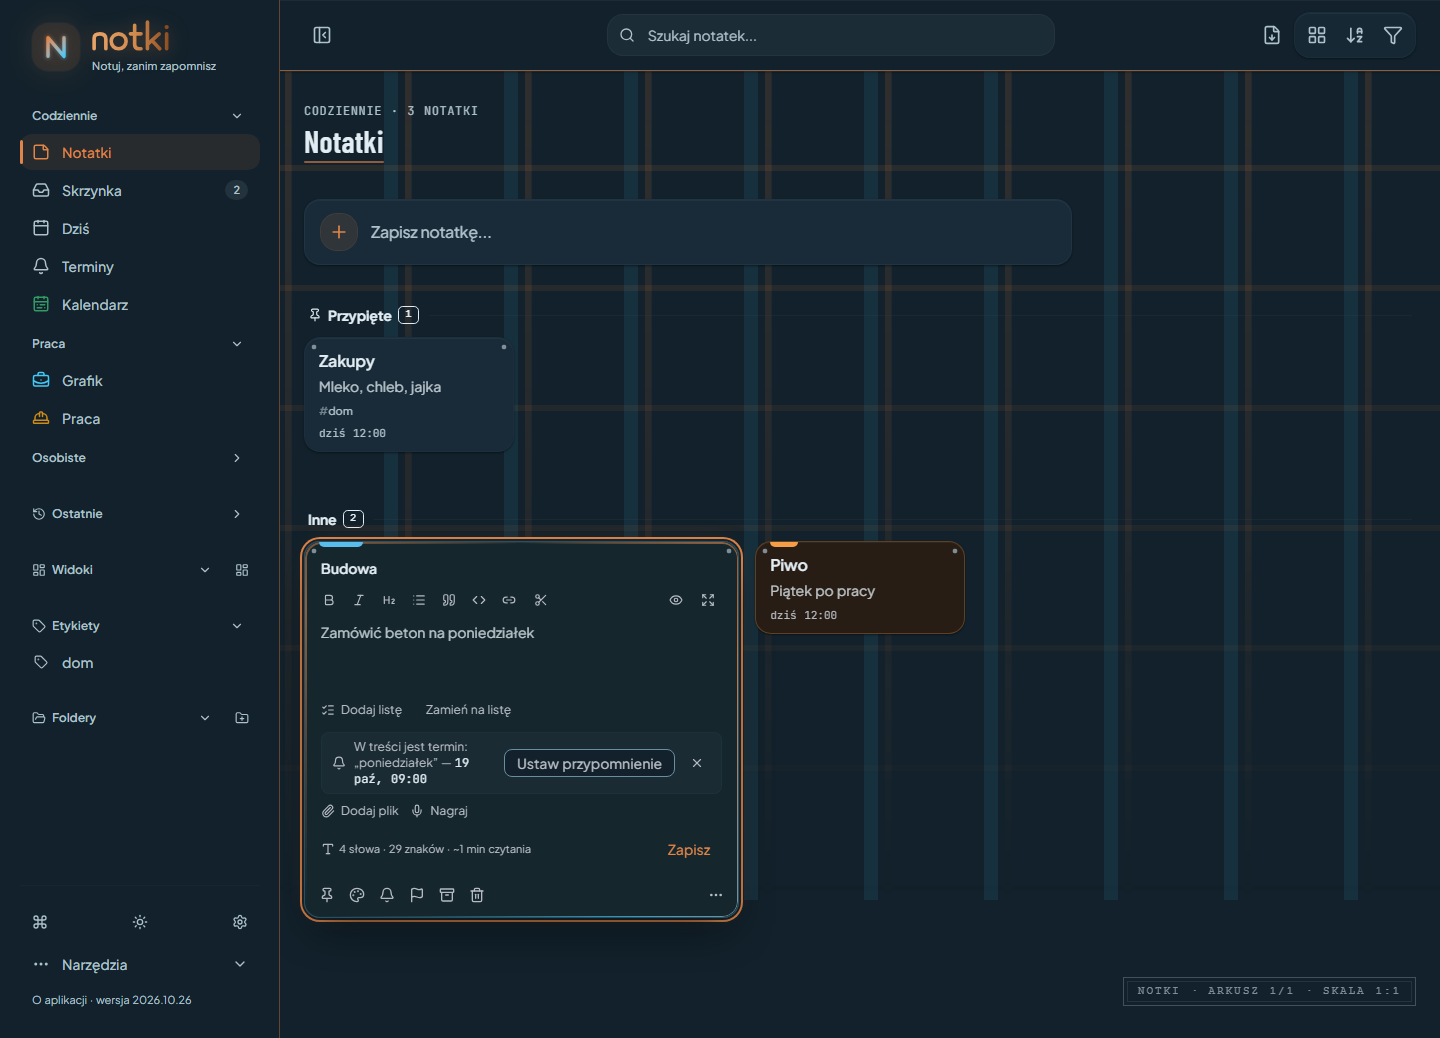 N notki
Notuj, zanim zapomnisz
Codziennie
Notatki
Skrzynka 2
Dziś
Terminy
Kalendarz
Praca
Grafik
Praca
Osobiste
Ostatnie
Widoki
Etykiety
dom
Foldery
Narzędzia
O aplikacji · wersja 2026.10.26
Szukaj notatek...
CODZIENNIE · 3 NOTATKI
Notatki
Zapisz notatkę...
Przypięte 1
Zakupy
Mleko, chleb, jajka
#dom
dziś 12:00
Inne 2
Budowa
B I H2
Zamówić beton na poniedziałek
Dodaj listę Zamień na listę
W treści jest termin:
„poniedziałek” — 19
paź, 09:00
Ustaw przypomnienie
Dodaj plik Nagraj
4 słowa · 29 znaków · ~1 min czytania
Zapisz
Piwo
Piątek po pracy
dziś 12:00
NOTKI · ARKUSZ 1/1 · SKALA 1:1